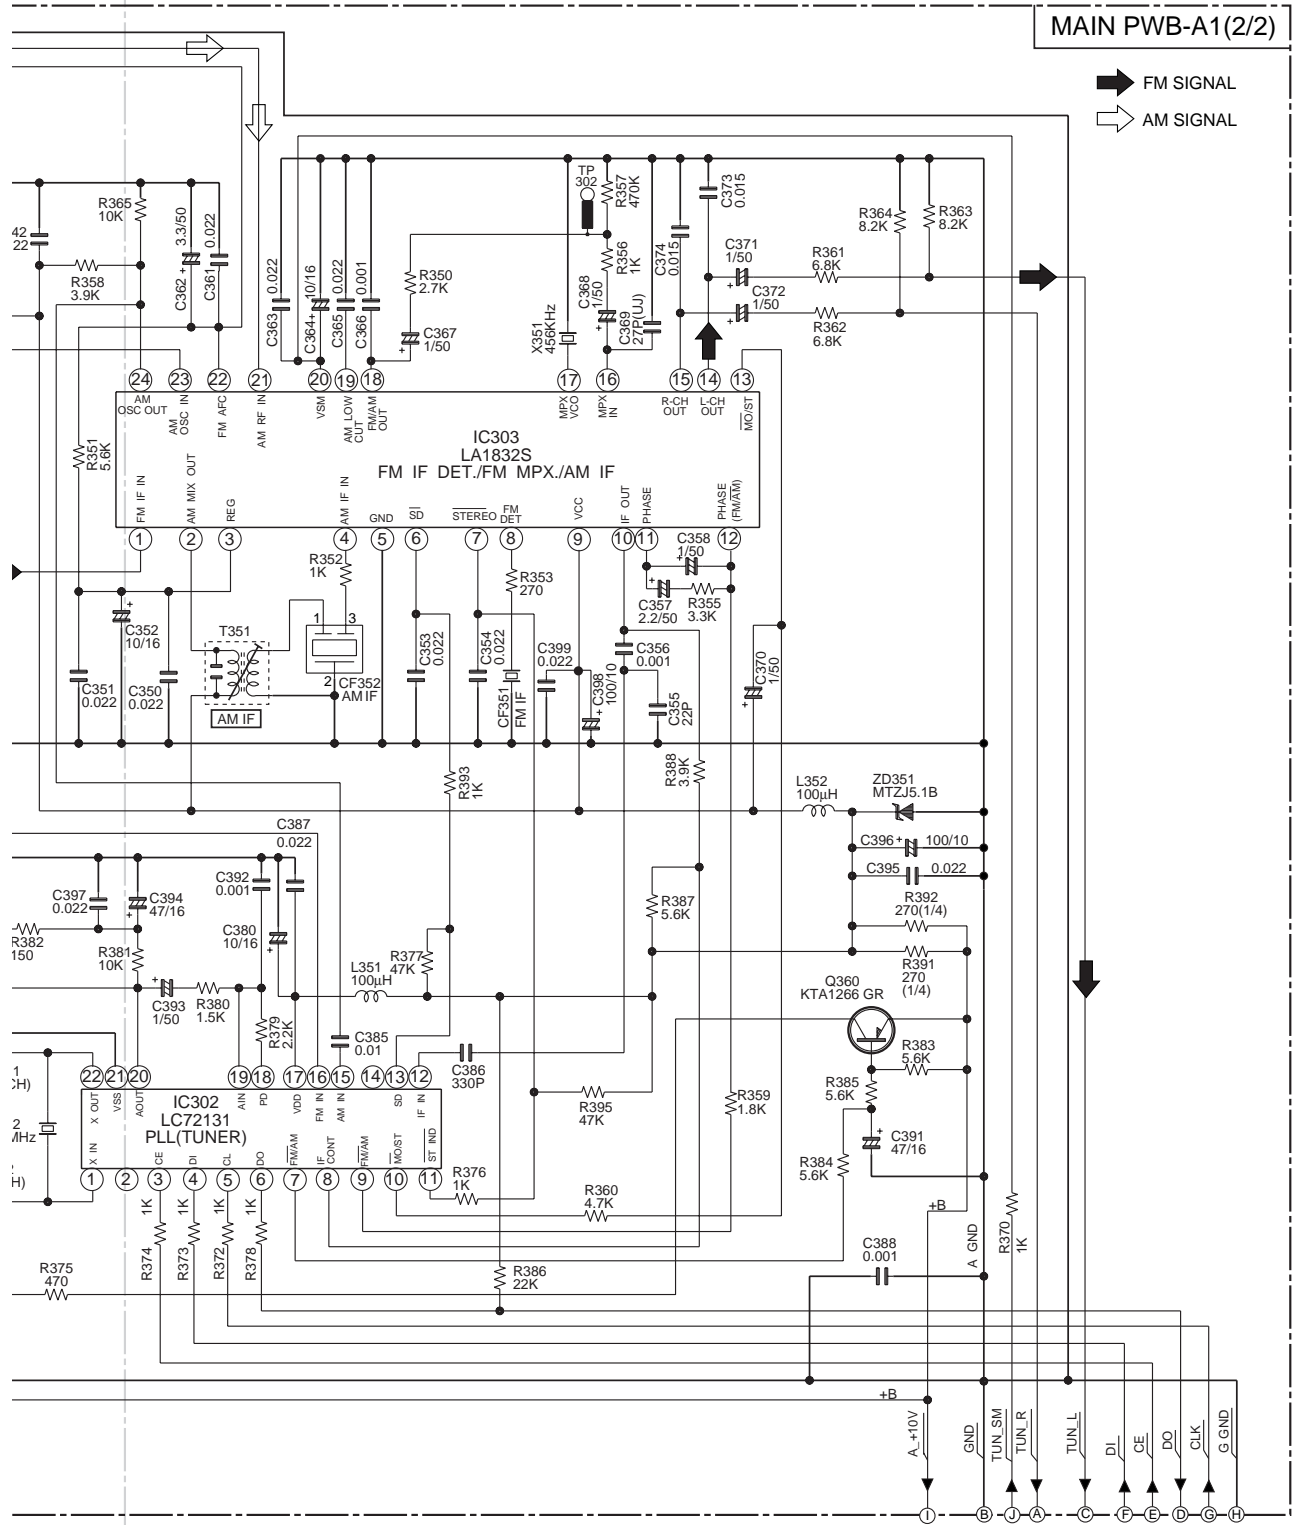 MAIN PWB-A1(2/2)
FM SIGNAL
AM SIGNAL
42
22
R365
10K
R358
3.9K
C362
3.3/50
C361
0.022
C363
0.022
C364
10/16
C365
0.022
C366
0.001
R350
2.7K
C367
1/50
X351
456KHz
TP
302
R357
470K
R356
1K
C368
1/50
C369
27P(UJ)
C374
0.015
C373
0.015
C371
1/50
C372
1/50
R361
6.8K
R362
6.8K
R364
8.2K
R363
8.2K
24
23
22
21
20
19
18
17
16
15
14
13
AM
OSC OUT
AM
OSC IN
FM AFC
AM RF IN
VSM
AM LOW
CUT
FM/AM
OUT
MPX
VCO
MPX
IN
R-CH
OUT
L-CH
OUT
MO/ST
IC303
LA1832S
FM IF DET./FM MPX./AM IF
R351
5.6K
FM IF IN
AM MIX OUT
REG
AM IF IN
GND
SD
STEREO
FM
DET
VCC
IF OUT
PHASE
PHASE
(FM/AM)
1
2
3
4
5
6
7
8
9
10
11
12
R352
1K
R353
270
C358
1/50
C357
2.2/50
R355
3.3K
C352
10/16
T351
AM IF
1
3
2
CF352
AM IF
C351
0.022
C350
0.022
C353
0.022
C354
0.022
CF351
FM IF
C399
0.022
C398
100/10
C356
0.001
C355
22P
C370
1/50
R393
1K
R388
3.9K
L352
100μH
ZD351
MTZJ5.1B
C396
100/10
C395
0.022
R392
270(1/4)
R391
270
(1/4)
C387
0.022
C392
0.001
C397
0.022
C394
47/16
R382
150
R381
10K
C380
10/16
C393
1/50
R380
1.5K
R379
2.2K
L351
100μH
R377
47K
R387
5.6K
C385
0.01
C386
330P
Q360
KTA1266 GR
R383
5.6K
R385
5.6K
C391
47/16
R384
5.6K
R395
47K
R359
1.8K
22
21
20
19
18
17
16
15
14
13
12
X OUT
VSS
AOUT
AIN
PD
VDD
FM IN
AM IN
SD
IF IN
IC302
LC72131
PLL(TUNER)
X IN
CE
DI
CL
DO
FM/AM
IF
CONT
FM/AM
MO/ST
ST IND
1
2
3
4
5
6
7
8
9
10
11
1
CH)
2
MHz
H)
R376
1K
R360
4.7K
R374
1K
R373
1K
R372
1K
R378
1K
R375
470
R386
22K
C388
0.001
+B
A GND
R370
1K
+B
A_+10V
GND
TUN_SM
TUN_R
TUN_L
DI
CE
DO
CLK
G GND
I
B
J
A
C
F
E
D
G
H